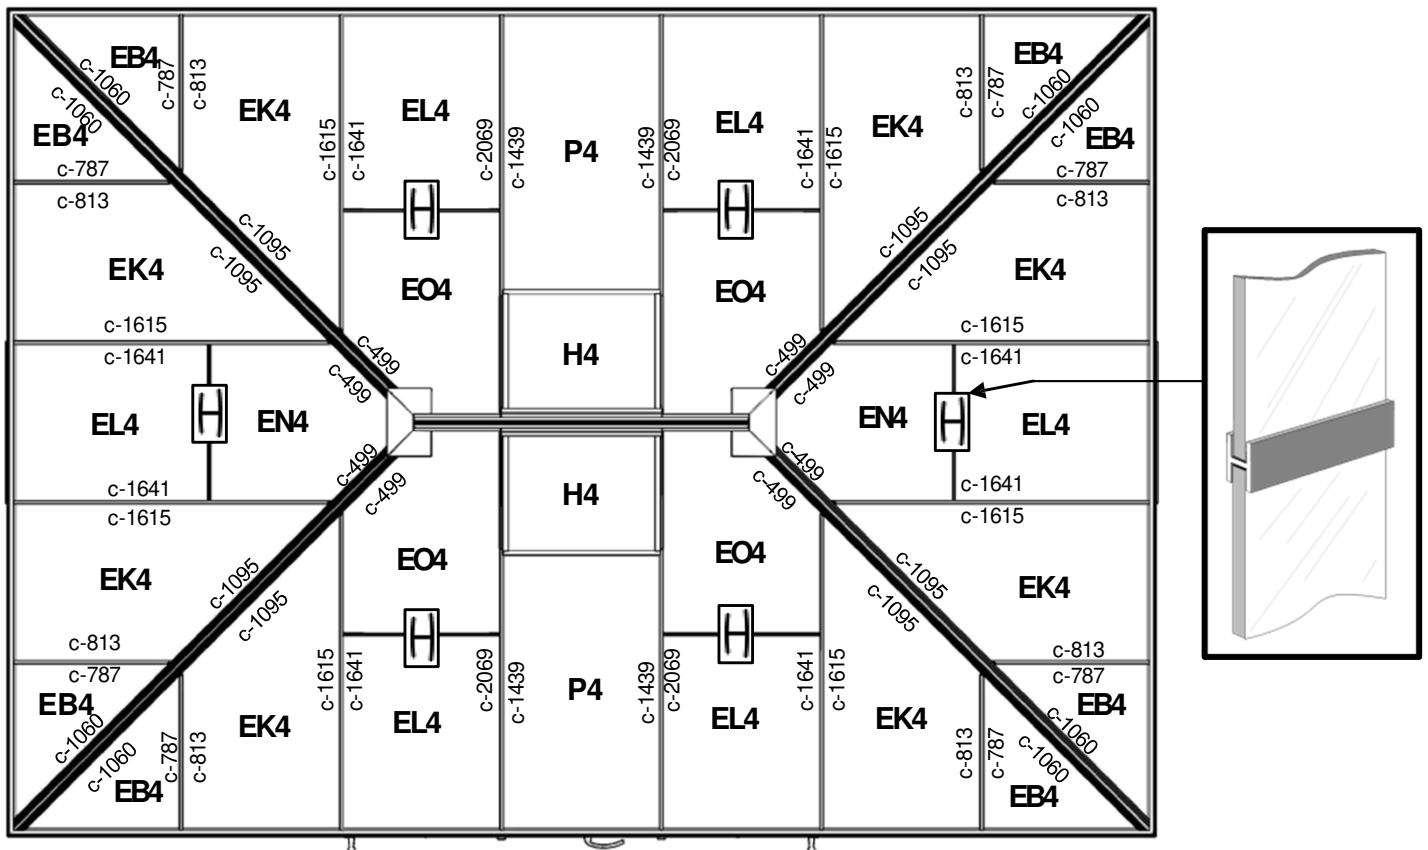 EB4
c-1060
c-787
c-813
EK4
c-1615
c-1641
EL4
c-2069
c-1439
P4
c-1439
c-2069
EL4
c-1641
c-1615
EK4
c-813
c-787
EB4
c-1060
c-1060
EB4
c-787
c-813
c-1060
EB4
c-787
c-813
H
H
c-1095
c-1095
EK4
c-1615
c-1641
EO4
EO4
c-1095
c-1095
EK4
c-1615
c-1641
H4
c-499
c-499
c-499
c-499
EL4
H
EN4
EN4
H
EL4
c-1641
c-1615
c-499
c-499
H4
c-499
c-499
c-1641
c-1615
EK4
c-813
c-787
c-1095
c-1095
EO4
EO4
c-1095
c-1095
EK4
c-813
c-787
H
H
EB4
c-1060
c-1060
EB4
c-787
c-813
EK4
c-1615
c-1641
EL4
c-2069
c-1439
P4
c-1439
c-2069
EL4
c-1641
c-1615
EK4
c-813
c-787
c-1060
c-1060
EB4
EB4